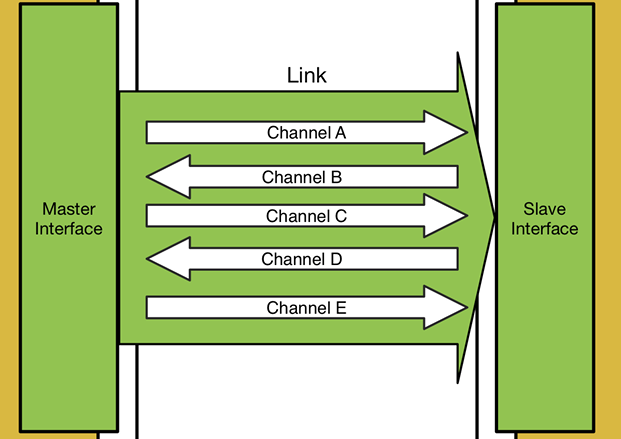 Link
Channel A
Channel B
Channel C
Channel D
Channel E
Master
Interface
Slave
Interface